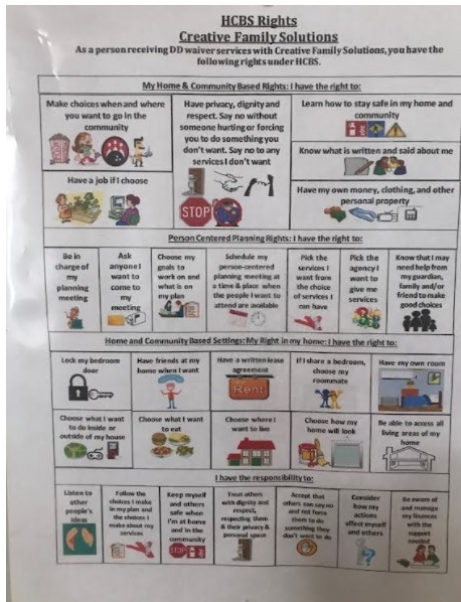 HCBS Rights
Creative Family Solutions
As a person receiving DD waiver services with Creative Family Solutions, you have the
following rights under HCBS.
My Home & Community Based Rights: I have the right to:
Make choices when and where
you want to go in the
community
Have privacy, dignity and
respect. Say no without
someone hurting or forcing
you to do something you
don't want. Say no to any
services I don't want
STOP
Learn how to stay safe in my home and
community
Know what is written and said about me
Have a job if I choose
Have my own money, clothing, and other
personal property
Person Centered Planning Rights: I have the right to:
Be in
charge of
my
planning
meeting
Ask
anyone I
want to
come to
my
meeting
Choose my
goals to
work on and
what is on
my plan
Schedule my
person-centered
planning meeting at
a time & place when
the people I want to
attend are available
Pick the
services I
want from
the choice
of services I
can have
Pick the
agency I
want to
give me
services
Know that I may
need help from
my guardian,
family and/or
friend to make
good choices
Home and Community Based Settings: My Right in my home: I have the right to:
Lock my bedroom
door
Have friends at my
home when I want
Have a written lease
agreement
Rent
If I share a bedroom,
choose my
roommate
Have my own room
Choose what I want
to do inside or
outside of my house
Choose what I want
to eat
Choose where I
want to live
Choose how my
home will look
Be able to access all
living areas of my
home
I have the responsibility to:
Listen to
other
people's
ideas
Follow the
choices I make
in my plan and
the choices I
make about my
services
Keep myself
and others
safe when
I'm at home
and in the
community
STOP
Treat others
with dignity and
respect,
respecting them
& their privacy &
personal space
Accept that
others can say no
and not force
them to do
something they
don't want to do
Consider
how my
actions
affect myself
and others
Be aware of
and manage
my finances
with the
support
needed